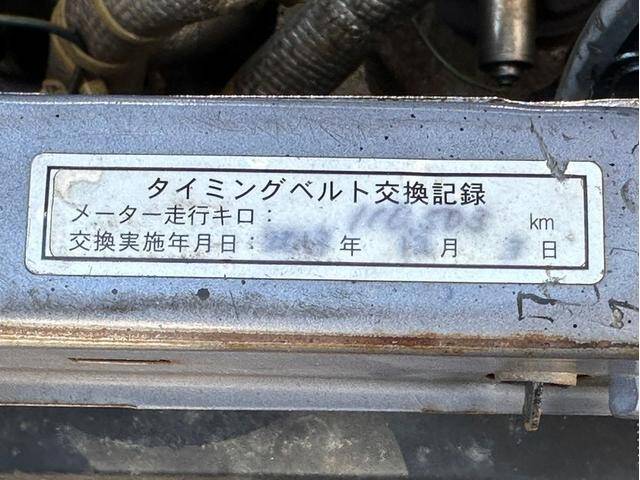 タイミングベルト交換記録
メーター走行キロ： km
交換実施年月日： 年 月 日